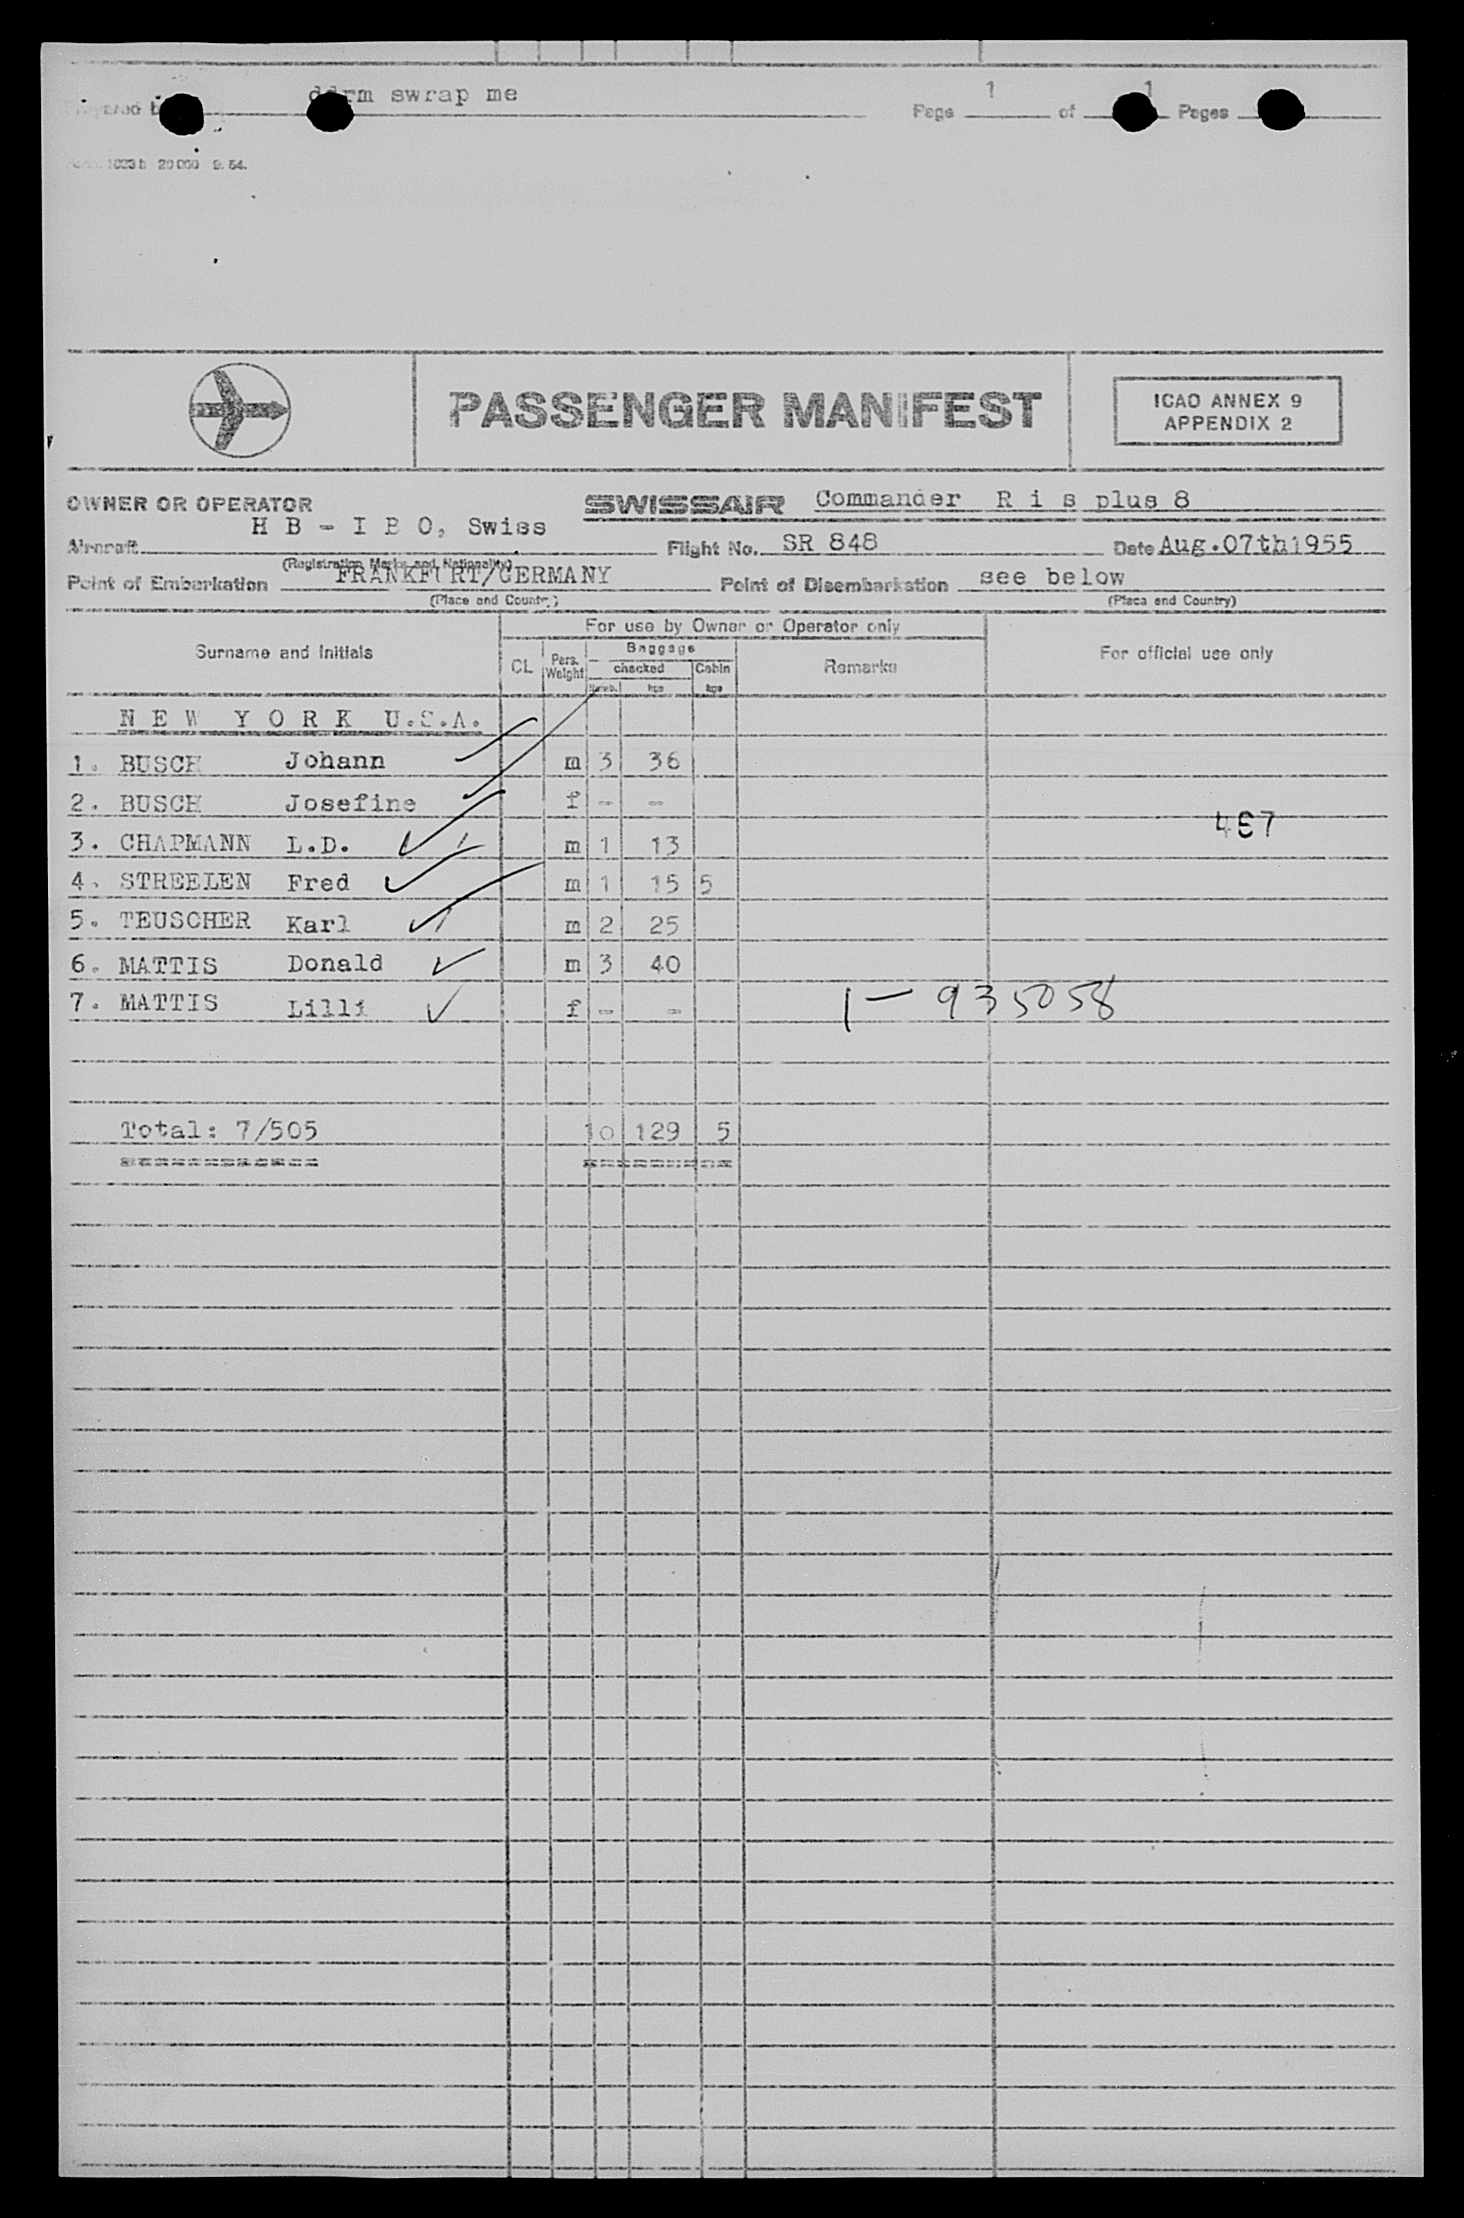 swrap me
Page 1 of 1 Pages
PASSENGER MANIFEST
ICAO ANNEX 9
APPENDIX 2
OWNER OR OPERATOR SWISSAIR Commander R i s plus 8
Aircraft H B - I B O, Swiss Flight No. SR 848 Date Aug.07th1955
(Registration Marks and Nationality)
Point of Embarkation FRANKFURT/GERMANY Point of Disembarkation see below
(Place and Country) (Place and Country)
For use by Owner or Operator only
Surname and Initials CL Pers. Weight Baggage Remarks For official use only
checked Cabin
Numb. kgs kgs
N E W Y O R K U.S.A.
1. BUSCH Johann m 3 36
2. BUSCH Josefine f - -
3. CHAPMANN L.D. m 1 13
467
4. STREELEN Fred m 1 15 5
5. TEUSCHER Karl m 2 25
6. MATTIS Donald m 3 40
7. MATTIS Lilli f - - 1 — 935058
Total: 7/505 10 129 5